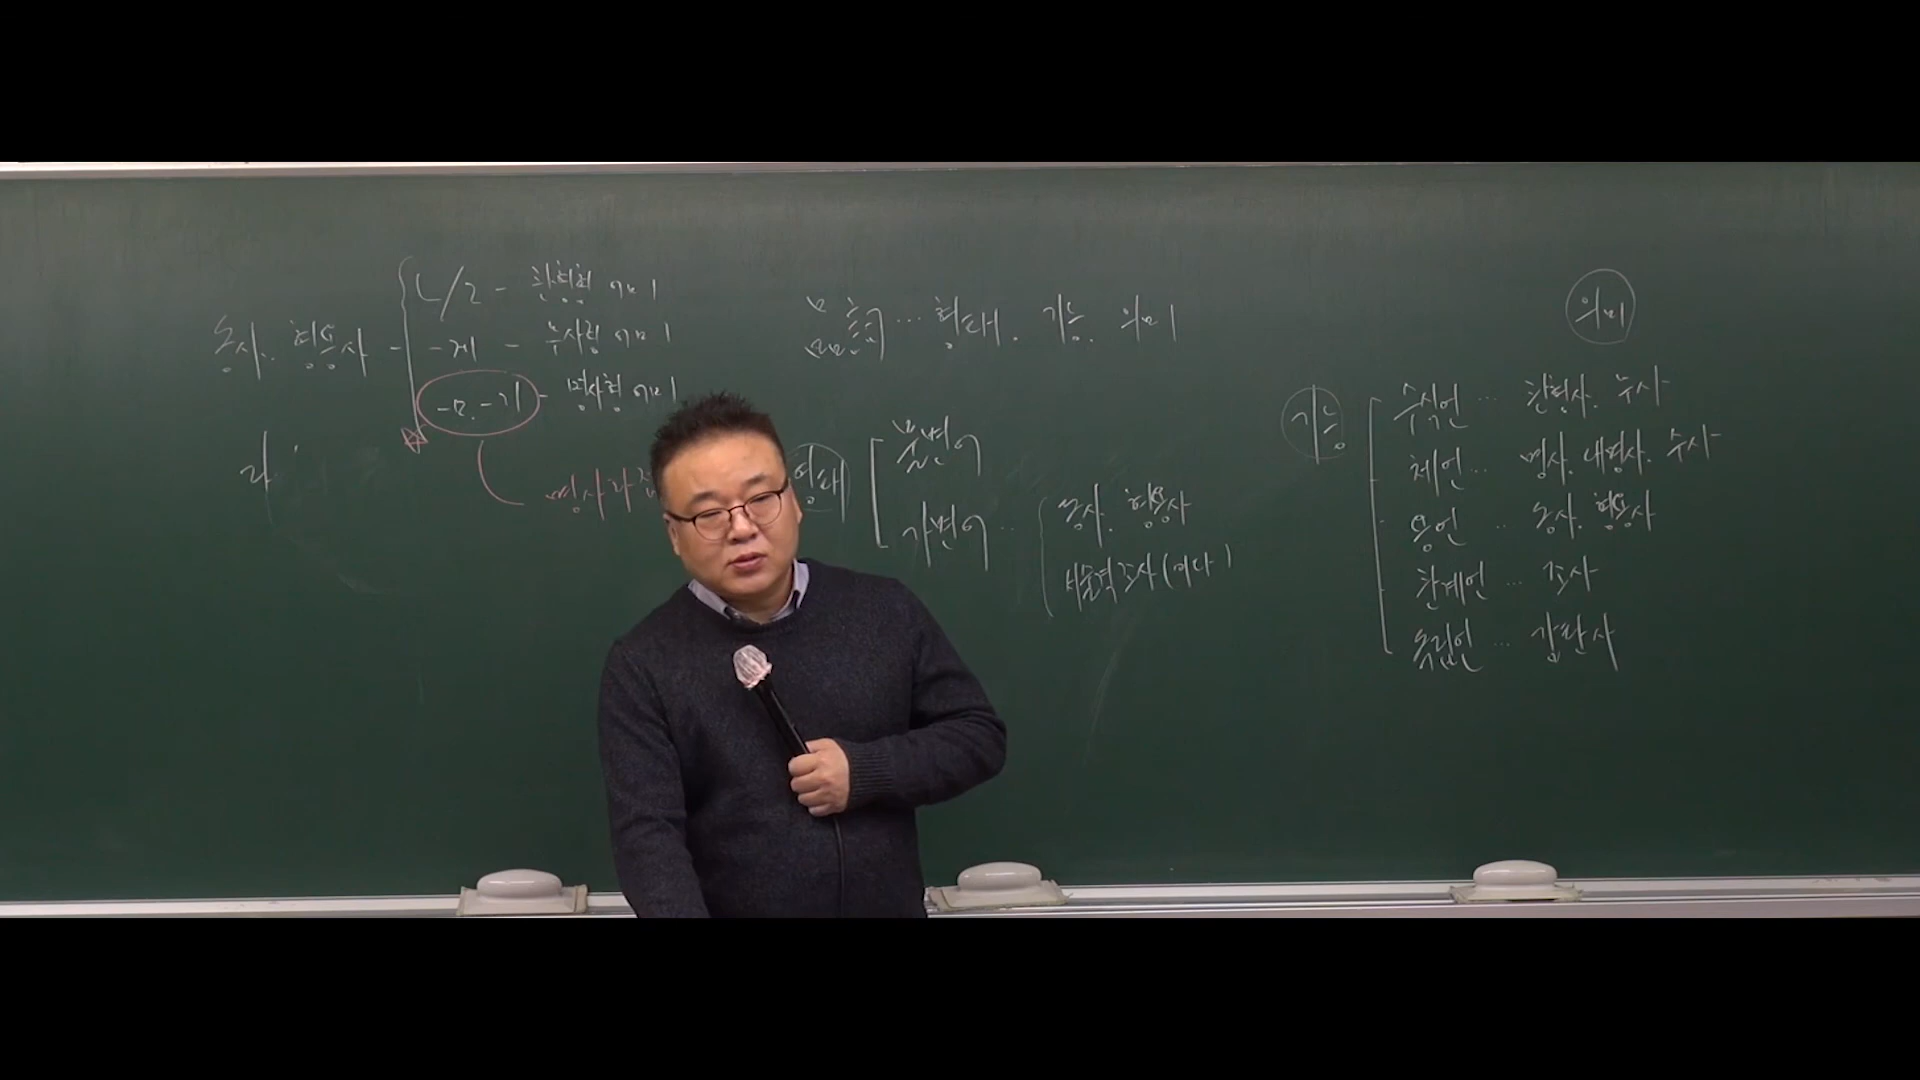 동사. 형용사 -
ㄴ/ㄹ - 관형형 어미
-게 - 부사형 어미
-ㅁ. -기 - 명사형 어미
명사파접
품사 ... 형태. 기능. 의미
형태
불변어
가변어 ...
동사. 형용사
서술격조사(이다)
의미
기능
수식언 ... 관형사. 부사
체언 ... 명사. 대명사. 수사
용언 ... 동사. 형용사
관계언 ... 조사
독립언 ... 감탄사